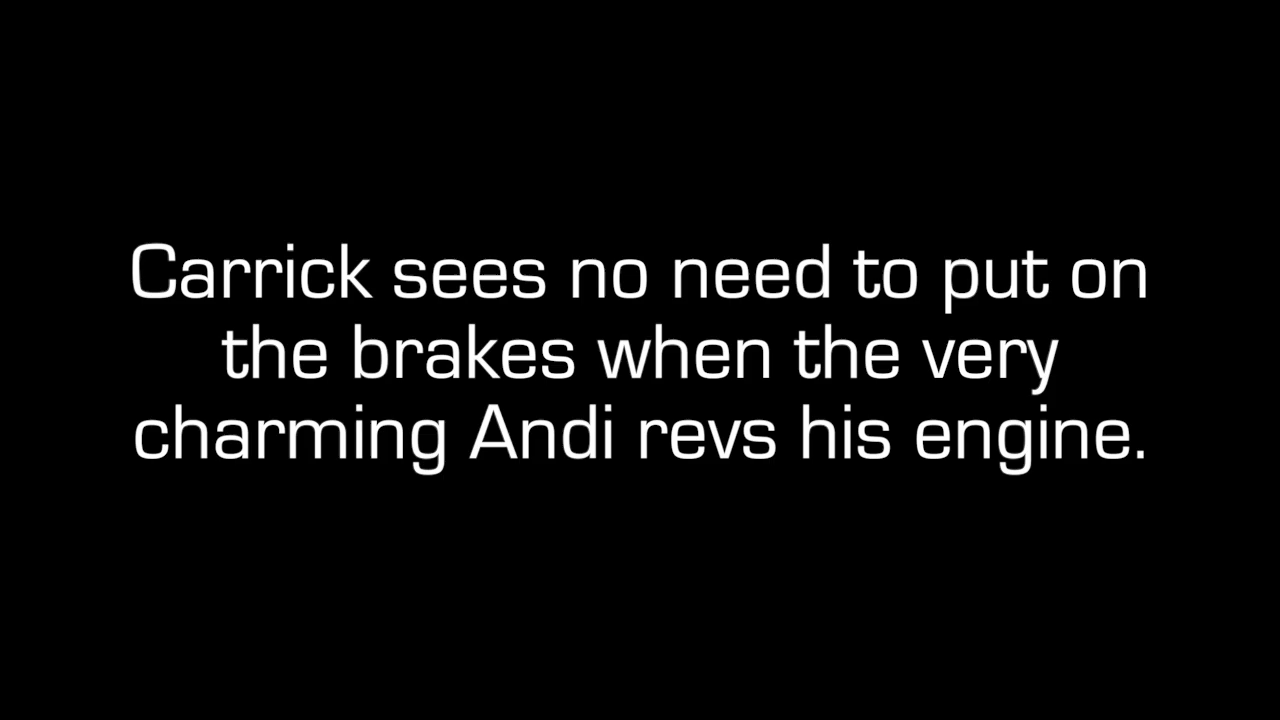 Carrick sees no need to put on
the brakes when the very
charming Andi revs his engine.